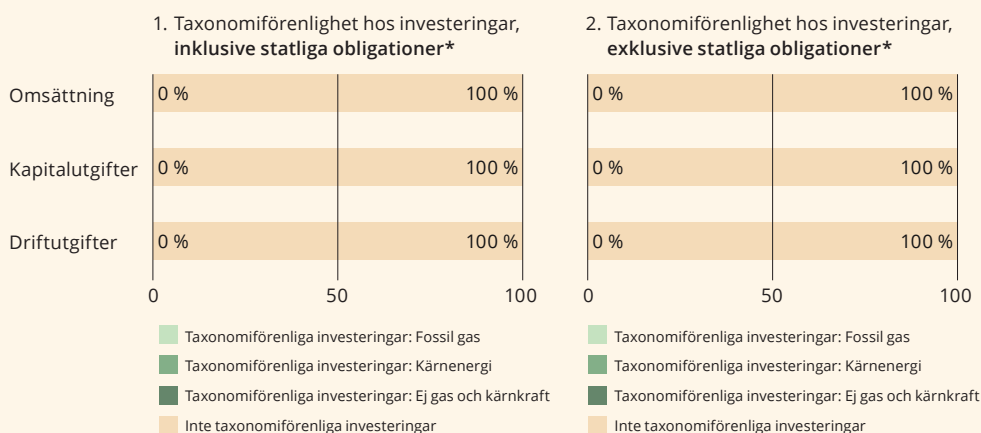 1. Taxonomiförenlighet hos investeringar,
inklusive statliga obligationer*
Omsättning
0 %
100 %
Kapitalutgifter
0 %
100 %
Driftutgifter
0 %
100 %
0
50
100
Taxonomiförenliga investeringar: Fossil gas
Taxonomiförenliga investeringar: Kärnenergi
Taxonomiförenliga investeringar: Ej gas och kärnkraft
Inte taxonomiförenliga investeringar
2. Taxonomiförenlighet hos investeringar,
exklusive statliga obligationer*
0 %
100 %
0 %
100 %
0 %
100 %
0
50
100
Taxonomiförenliga investeringar: Fossil gas
Taxonomiförenliga investeringar: Kärnenergi
Taxonomiförenliga investeringar: Ej gas och kärnkraft
Inte taxonomiförenliga investeringar